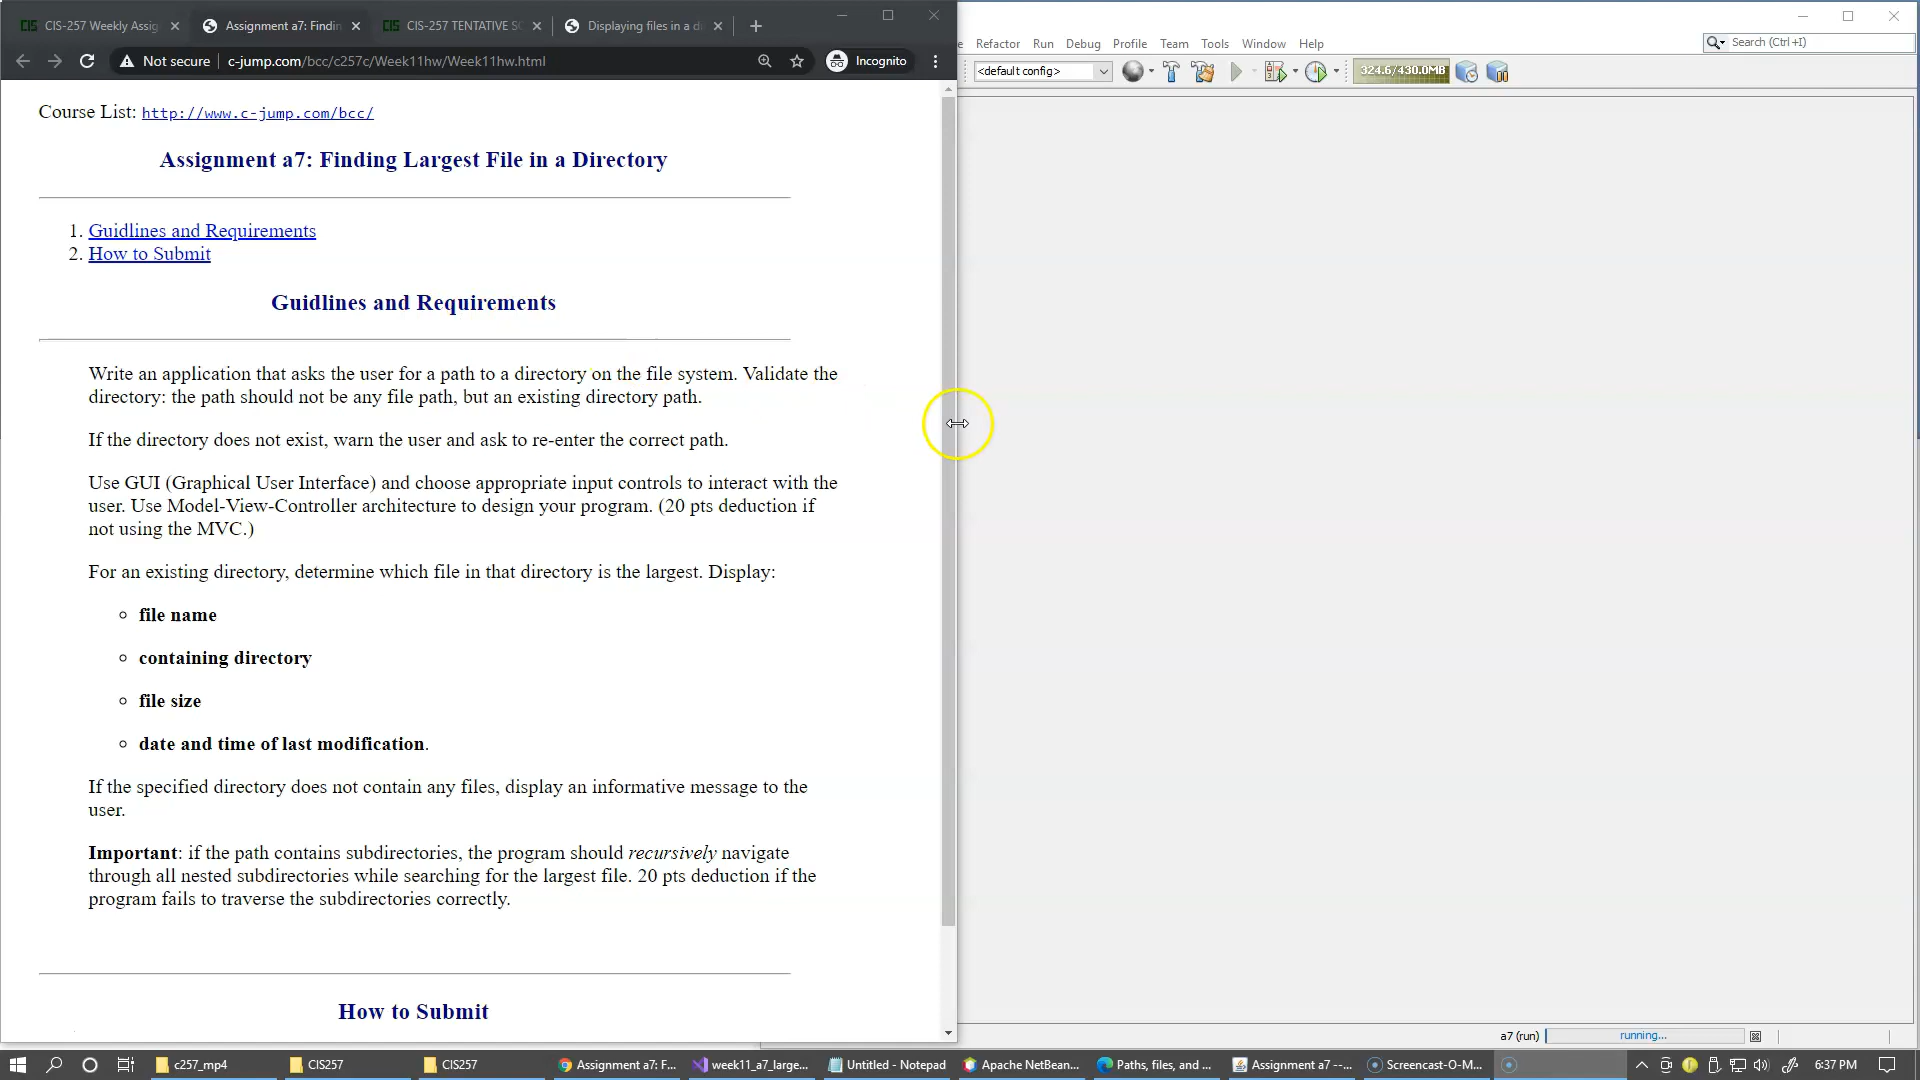 CIS-257 Weekly Assig
Assignment a7: Findin
CIS-257 TENTATIVE S
Displaying files in a d
Not secure
c-jump.com/bcc/c257c/Week11hw/Week11hw.html
Incognito
Refactor Run Debug Profile Team Tools Window Help
Search (Ctrl+I)
<default config>
324.6/430.0MB
Course List: http://www.c-jump.com/bcc/
Assignment a7: Finding Largest File in a Directory
1. Guidlines and Requirements
2. How to Submit
Guidlines and Requirements
Write an application that asks the user for a path to a directory on the file system. Validate the
directory: the path should not be any file path, but an existing directory path.
If the directory does not exist, warn the user and ask to re-enter the correct path.
Use GUI (Graphical User Interface) and choose appropriate input controls to interact with the
user. Use Model-View-Controller architecture to design your program. (20 pts deduction if
not using the MVC.)
For an existing directory, determine which file in that directory is the largest. Display:
file name
containing directory
file size
date and time of last modification.
If the specified directory does not contain any files, display an informative message to the
user.
Important: if the path contains subdirectories, the program should recursively navigate
through all nested subdirectories while searching for the largest file. 20 pts deduction if the
program fails to traverse the subdirectories correctly.
How to Submit
a7 (run)
running...
c257_mp4
CIS257
CIS257
Assignment a7: F...
week11_a7_large...
Untitled - Notepad
Apache NetBean...
Paths, files, and ...
Assignment a7 --...
Screencast-O-M...
6:37 PM